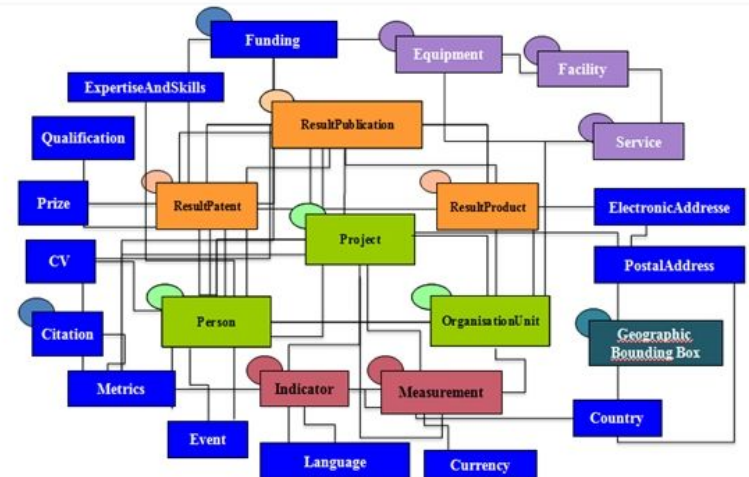 Funding
Equipment
Facility
ExpertiseAndSkills
ResultPublication
Qualification
Service
Prize
ResultPatent
ResultProduct
ElectronicAddresse
Project
CV
PostalAddress
Person
OrganisationUnit
Citation
Geographic
Bounding Box
Metrics
Indicator
Measurement
Country
Event
Language
Currency